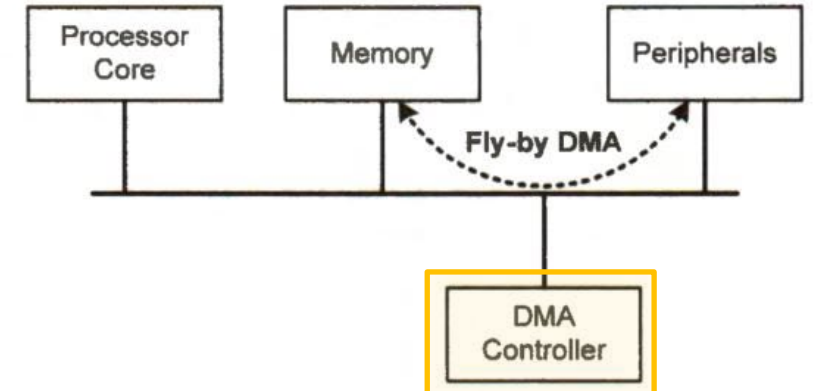 Processor
Core
Memory
Peripherals
Fly-by DMA
DMA
Controller